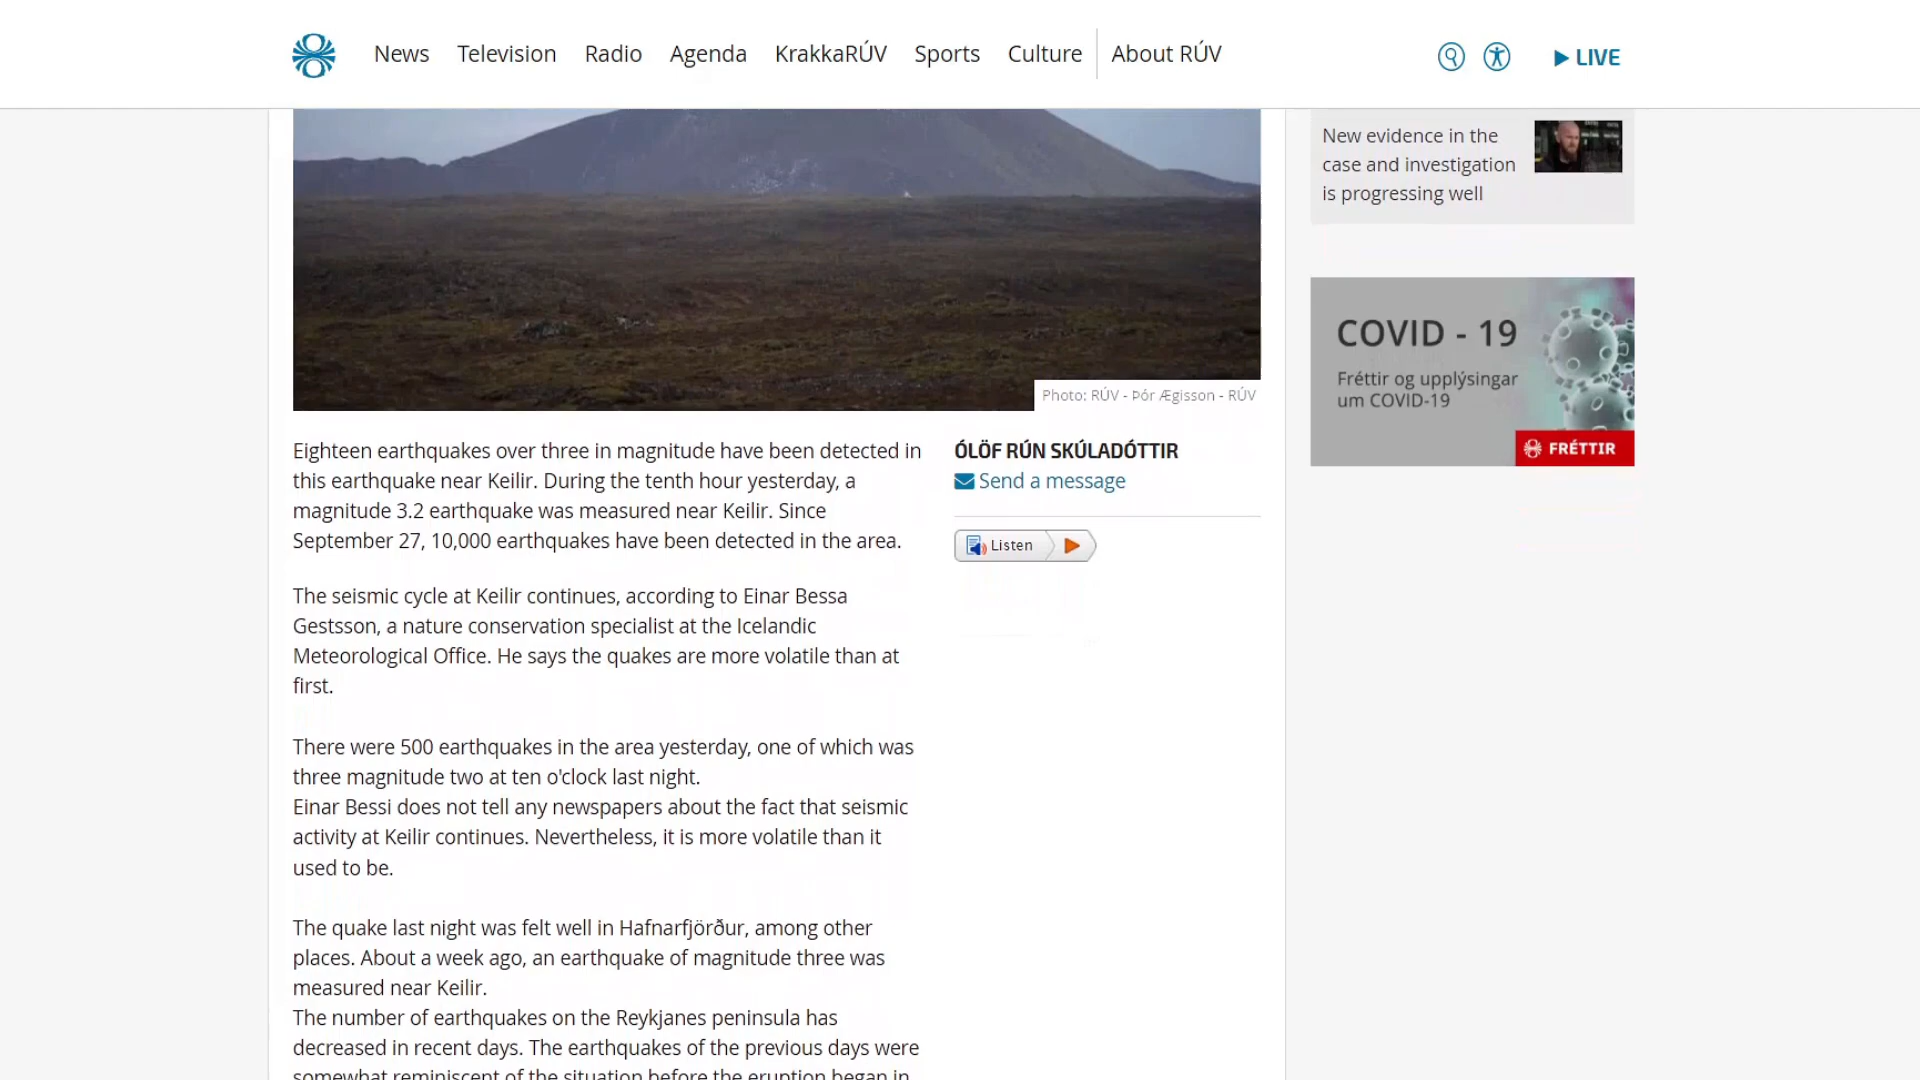 News Television Radio Agenda KrakkaRÚV Sports Culture About RÚV LIVE
New evidence in the
case and investigation
is progressing well
COVID - 19
Fréttir og upplýsingar
um COVID-19
FRÉTTIR
Photo: RÚV - Þór Ægisson - RÚV
Eighteen earthquakes over three in magnitude have been detected in
this earthquake near Keilir. During the tenth hour yesterday, a
magnitude 3.2 earthquake was measured near Keilir. Since
September 27, 10,000 earthquakes have been detected in the area.
The seismic cycle at Keilir continues, according to Einar Bessa
Gestsson, a nature conservation specialist at the Icelandic
Meteorological Office. He says the quakes are more volatile than at
first.
There were 500 earthquakes in the area yesterday, one of which was
three magnitude two at ten o'clock last night.
Einar Bessi does not tell any newspapers about the fact that seismic
activity at Keilir continues. Nevertheless, it is more volatile than it
used to be.
The quake last night was felt well in Hafnarfjörður, among other
places. About a week ago, an earthquake of magnitude three was
measured near Keilir.
The number of earthquakes on the Reykjanes peninsula has
decreased in recent days. The earthquakes of the previous days were
somewhat reminiscent of the situation before the eruption began in
ÓLÖF RÚN SKÚLADÓTTIR
Send a message
Listen